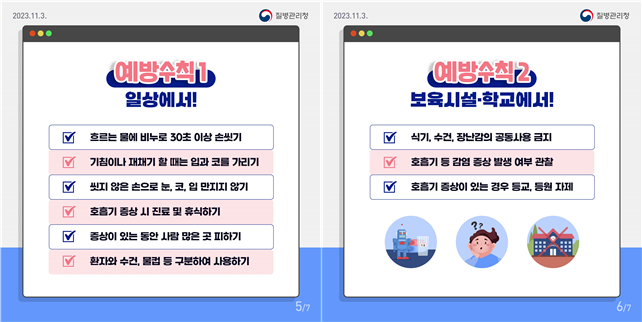 2023.11.3.
질병관리청
예방수칙 1
일상에서!
흐르는 물에 비누로 30초 이상 손씻기
기침이나 재채기 할 때는 입과 코를 가리기
씻지 않은 손으로 눈, 코, 입 만지지 않기
호흡기 증상 시 진료 및 휴식하기
증상이 있는 동안 사람 많은 곳 피하기
환자와 수건, 물컵 등 구분하여 사용하기
5/7
2023.11.3.
질병관리청
예방수칙 2
보육시설·학교에서!
식기, 수건, 장난감의 공동사용 금지
호흡기 등 감염 증상 발생 여부 관찰
호흡기 증상이 있는 경우 등교, 등원 자제
??
6/7